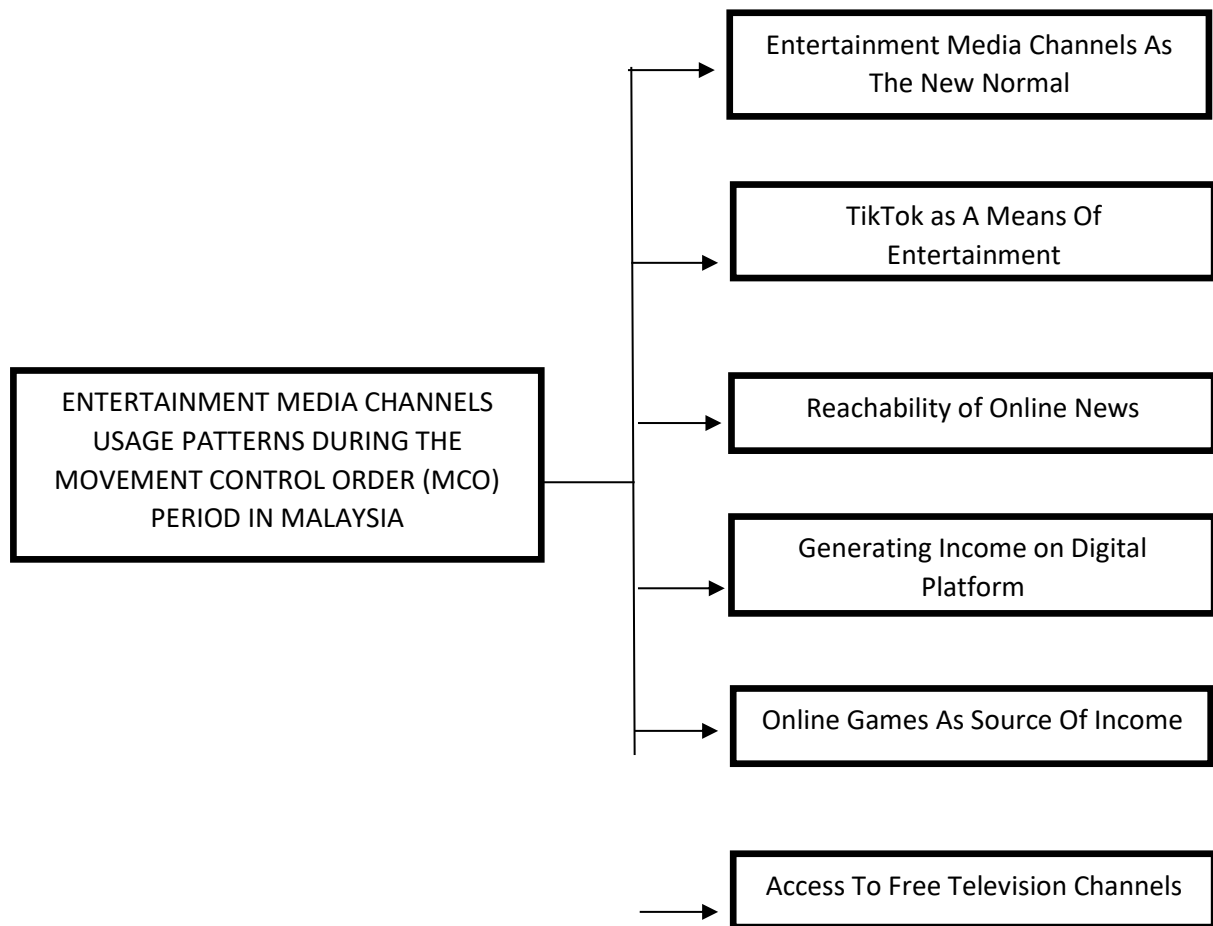 Entertainment Media Channels As
The New Normal
TikTok as A Means Of
Entertainment
Reachability of Online News
ENTERTAINMENT MEDIA CHANNELS
USAGE PATTERNS DURING THE
MOVEMENT CONTROL ORDER (MCO)
PERIOD IN MALAYSIA
Generating Income on Digital
Platform
Online Games As Source Of Income
Access To Free Television Channels